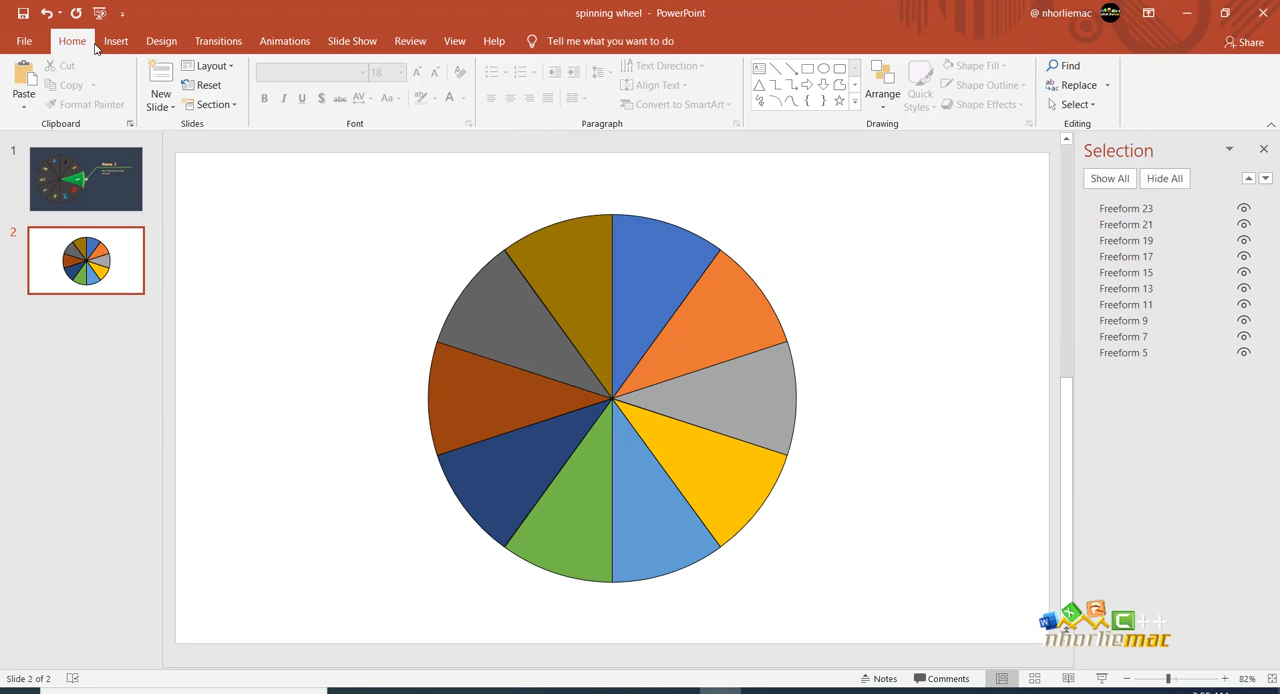 spinning wheel - PowerPoint
@ nhorliemac
File Home Insert Design Transitions Animations Slide Show Review View Help Tell me what you want to do Share
Paste Cut Copy Format Painter Clipboard
New Slide Layout Reset Section Slides
18 Font
Text Direction Align Text Convert to SmartArt Paragraph
Arrange Quick Styles Shape Fill Shape Outline Shape Effects Drawing
Find Replace Select Editing
1
2
Selection
Show All Hide All
Freeform 23
Freeform 21
Freeform 19
Freeform 17
Freeform 15
Freeform 13
Freeform 11
Freeform 9
Freeform 7
Freeform 5
C++
nhorliemac
Slide 2 of 2 Notes Comments 82%